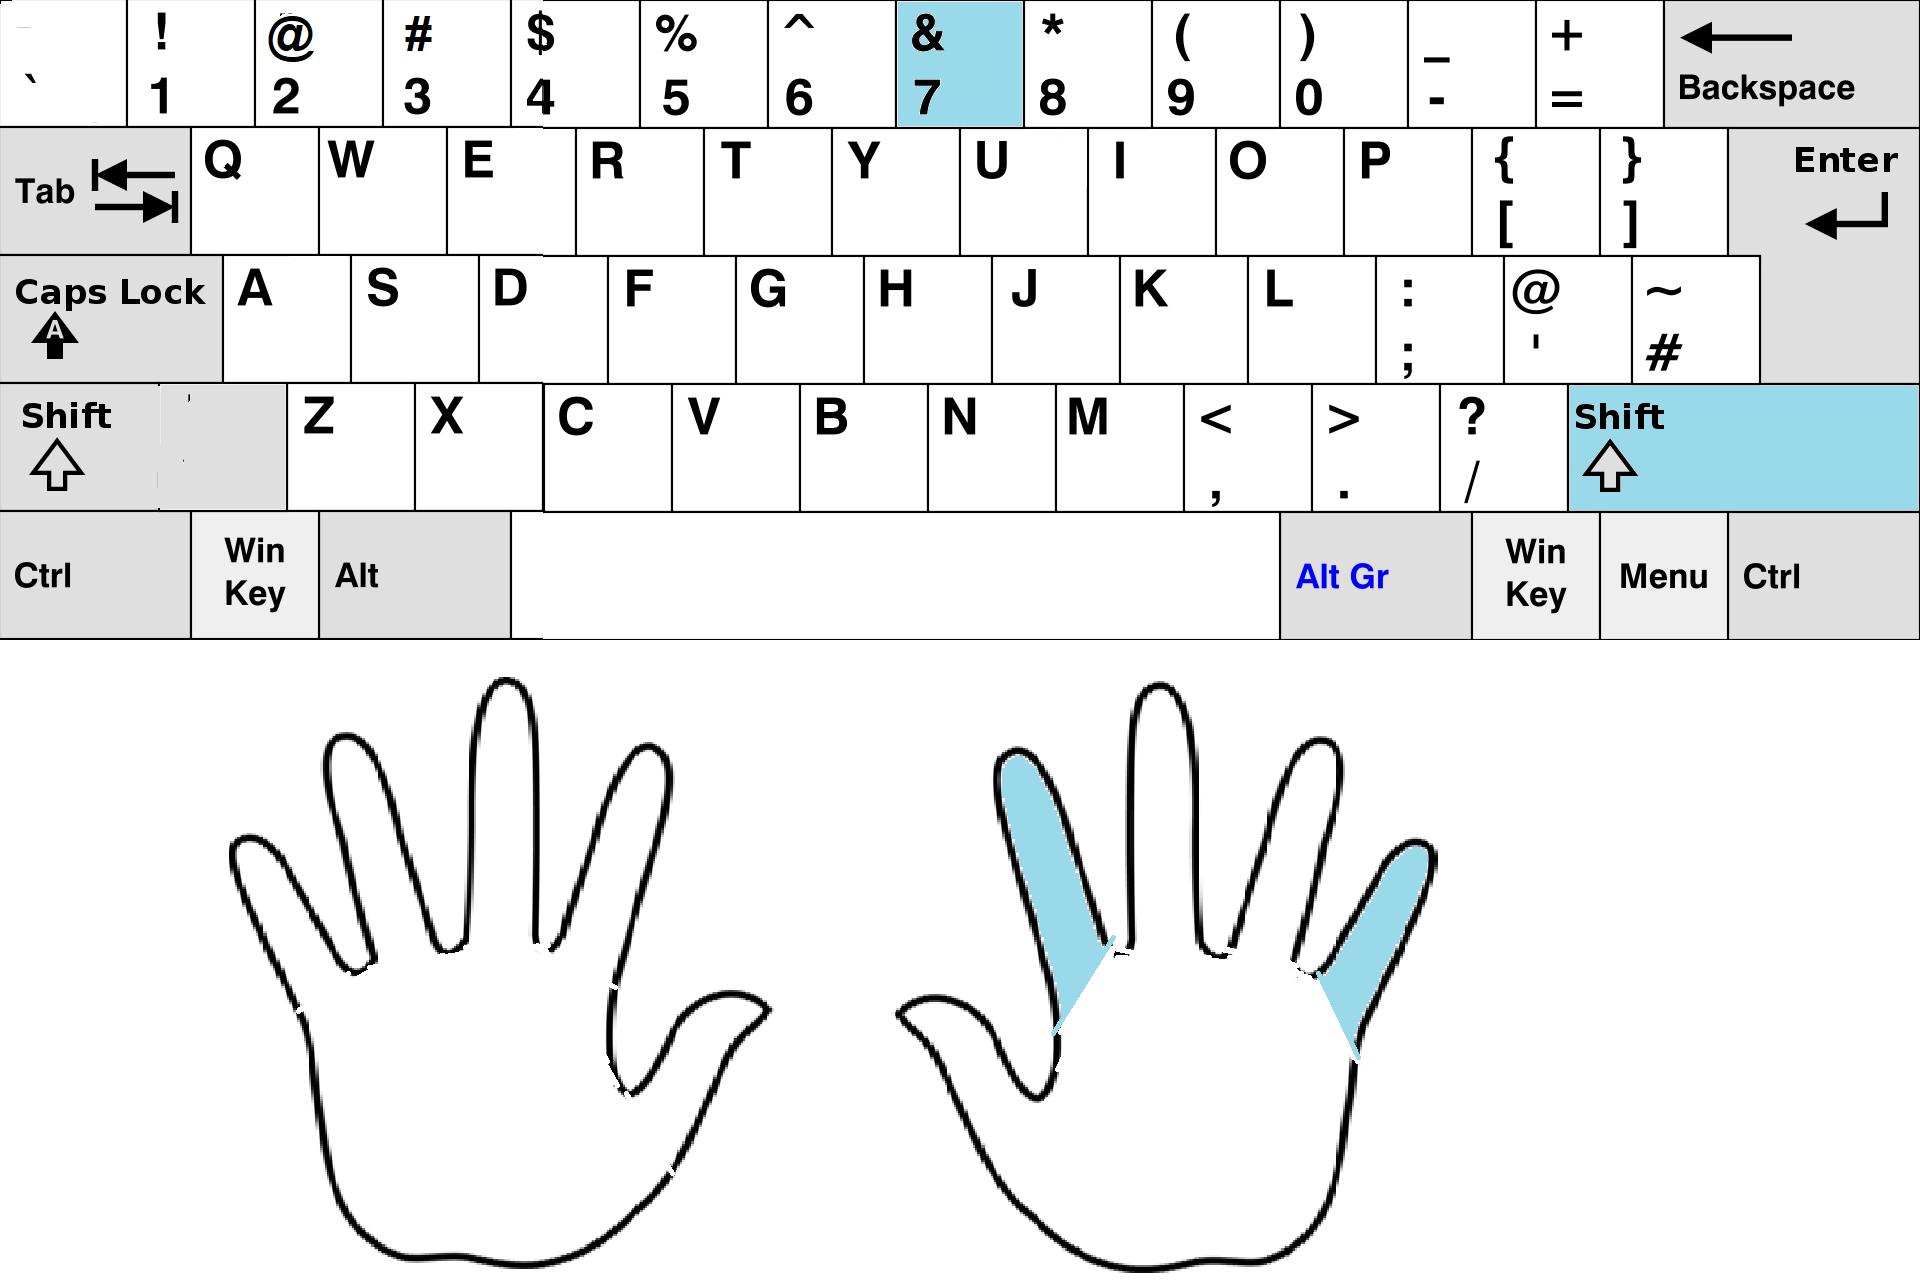 ! @ # $ % ^ & * ( ) _ +
` 1 2 3 4 5 6 7 8 9 0 - = Backspace
Tab Q W E R T Y U I O P { } Enter
[ ]
Caps Lock A S D F G H J K L : @ ~
A ; ' #
Shift Z X C V B N M < > ? Shift
, . /
Ctrl Win Key Alt Alt Gr Win Key Menu Ctrl